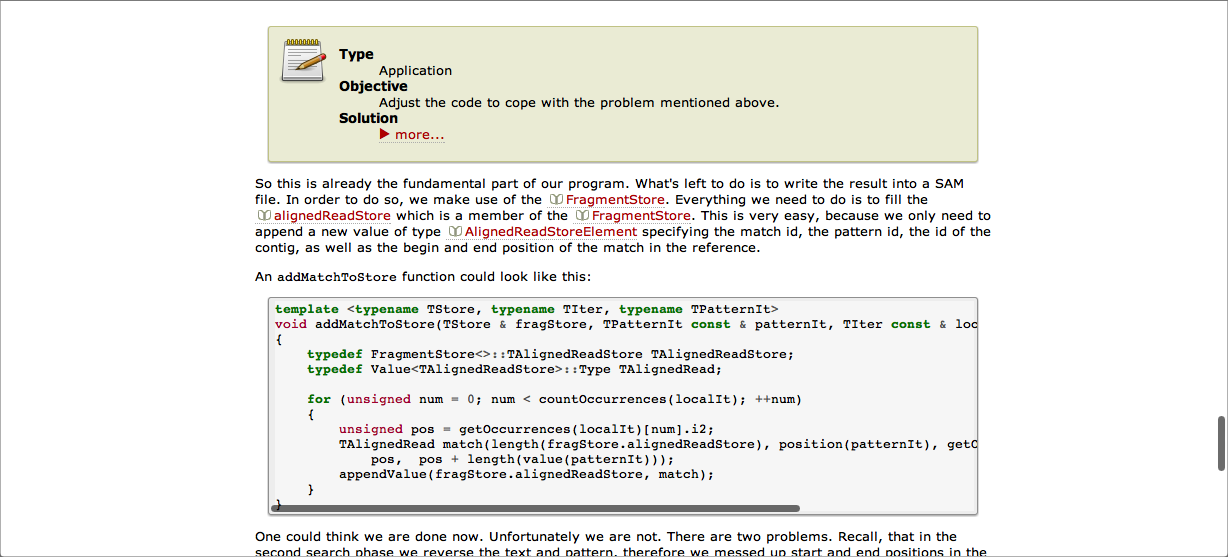 Type
Application
Objective
Adjust the code to cope with the problem mentioned above.
Solution
more...
So this is already the fundamental part of our program. What's left to do is to write the result into a SAM
file. In order to do so, we make use of the FragmentStore. Everything we need to do is to fill the
alignedReadStore which is a member of the FragmentStore. This is very easy, because we only need to
append a new value of type AlignedReadStoreElement specifying the match id, the pattern id, the id of the
contig, as well as the begin and end position of the match in the reference.
An addMatchToStore function could look like this:
template <typename TStore, typename TIter, typename TPatternIt>
void addMatchToStore(TStore & fragStore, TPatternIt const & patternIt, TIter const & loc
{
    typedef FragmentStore<>::TAlignedReadStore TAlignedReadStore;
    typedef Value<TAlignedReadStore>::Type TAlignedRead;
    for (unsigned num = 0; num < countOccurrences(localIt); ++num)
    {
        unsigned pos = getOccurrences(localIt)[num].i2;
        TAlignedRead match(length(fragStore.alignedReadStore), position(patternIt), getO
            pos,  pos + length(value(patternIt)));
        appendValue(fragStore.alignedReadStore, match);
    }
}
One could think we are done now. Unfortunately we are not. There are two problems. Recall, that in the
second search phase we reverse the text and pattern, therefore we messed up start and end positions in the